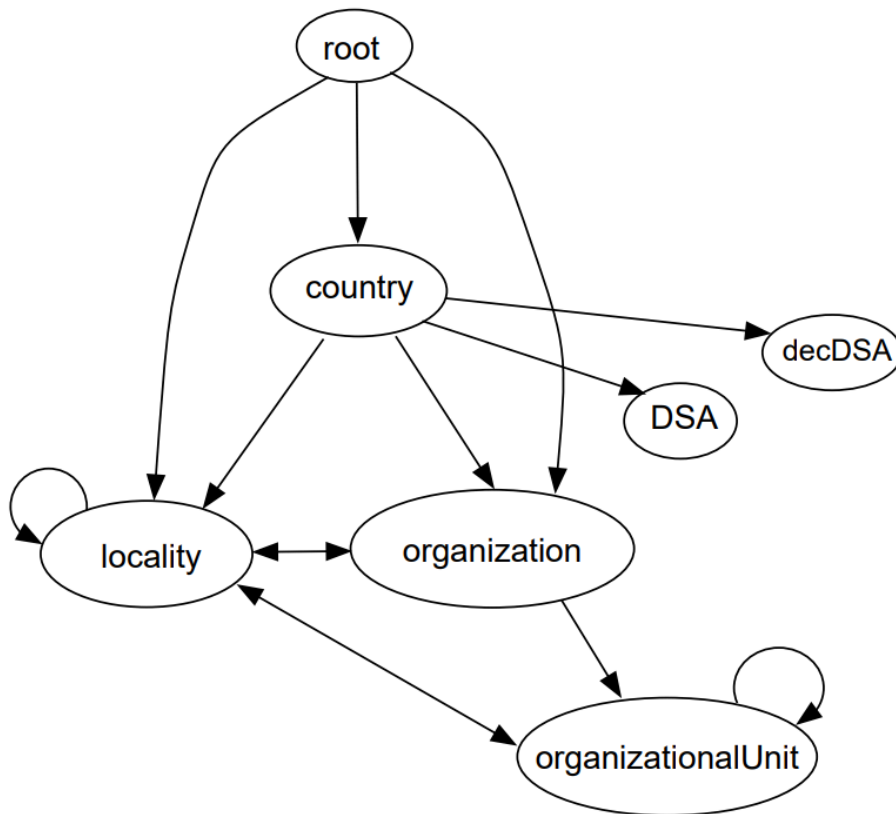 root
country
decDSA
DSA
locality
organization
organizationalUnit